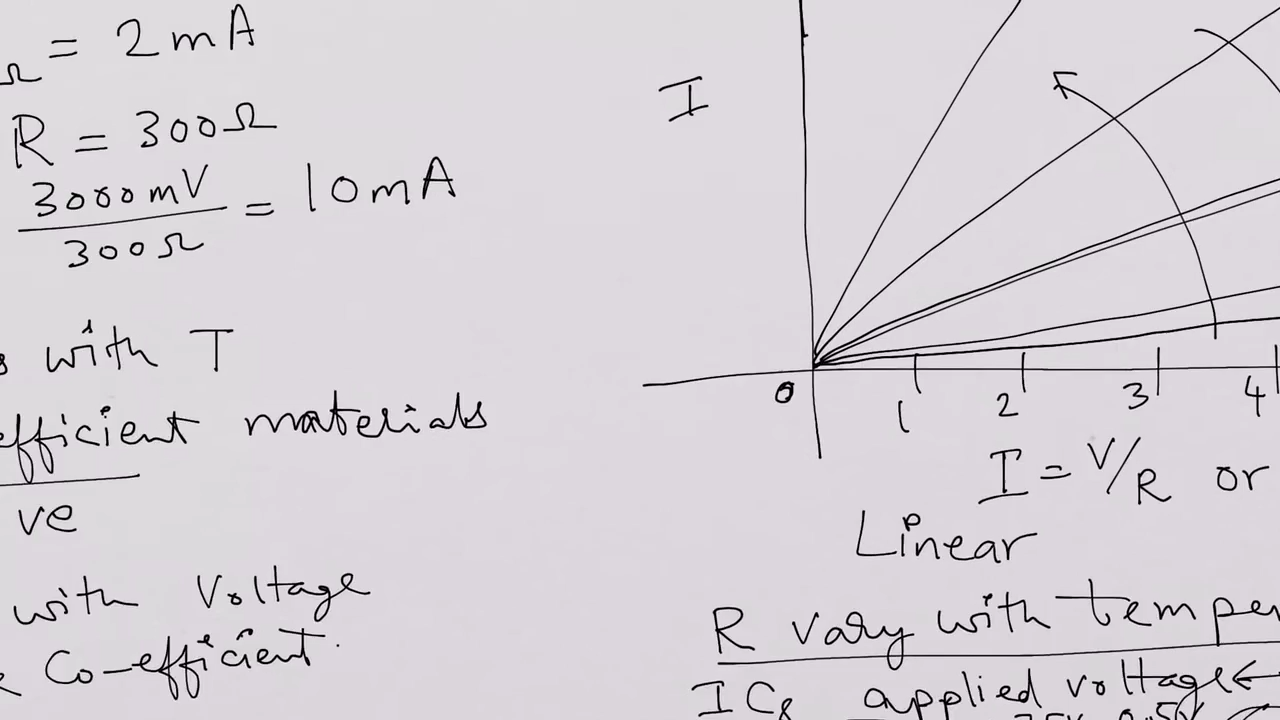 Ω = 2mA
R = 300Ω
3000mV / 300Ω = 10mA
with T
efficient materials
ve
with Voltage
Co-efficient.
I
0 1 2 3 4
I = V/R or
Linear
R vary with tempe
ICs applied voltage ←